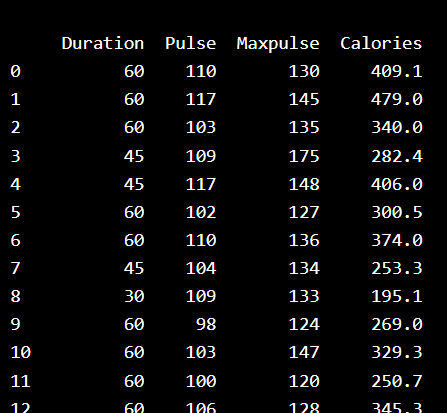 Duration Pulse Maxpulse Calories
0 60 110 130 409.1
1 60 117 145 479.0
2 60 103 135 340.0
3 45 109 175 282.4
4 45 117 148 406.0
5 60 102 127 300.5
6 60 110 136 374.0
7 45 104 134 253.3
8 30 109 133 195.1
9 60 98 124 269.0
10 60 103 147 329.3
11 60 100 120 250.7
12 60 106 128 345.3